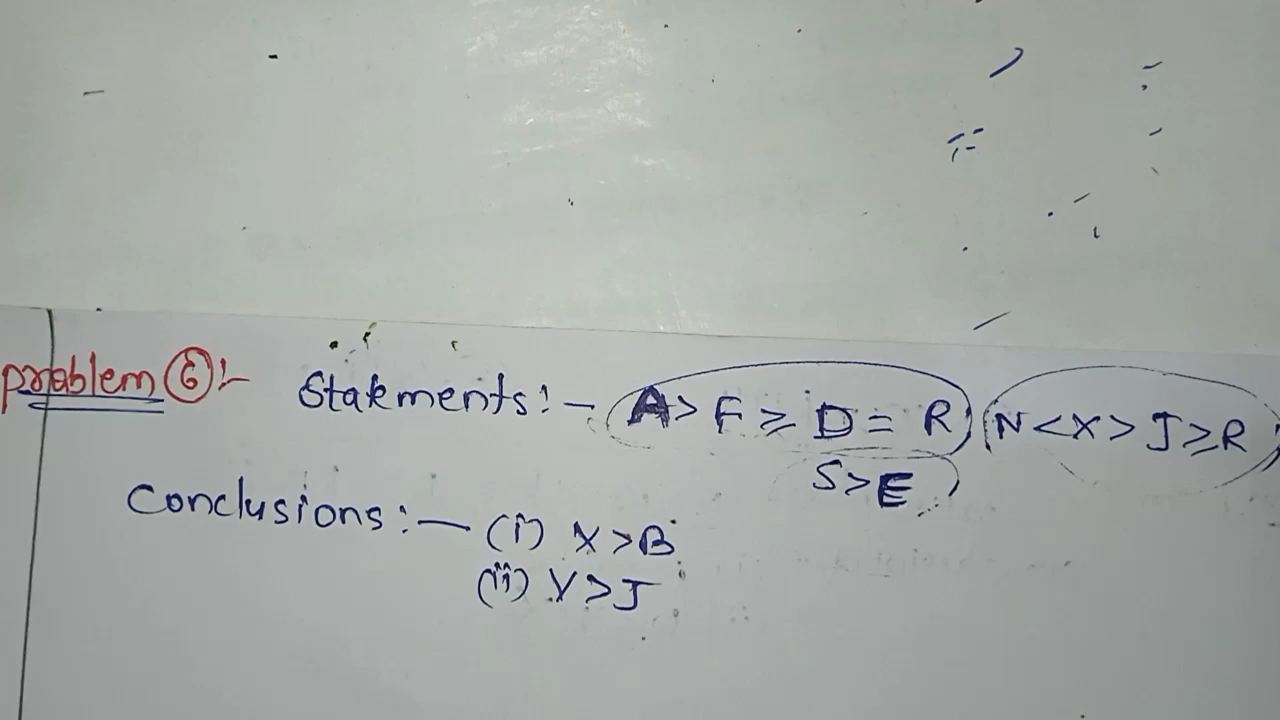 problem (6):- Statements:- A > F ≥ D = R N < X > J ≥ R
S > E
Conclusions:- (i) X > B
(ii) Y > J